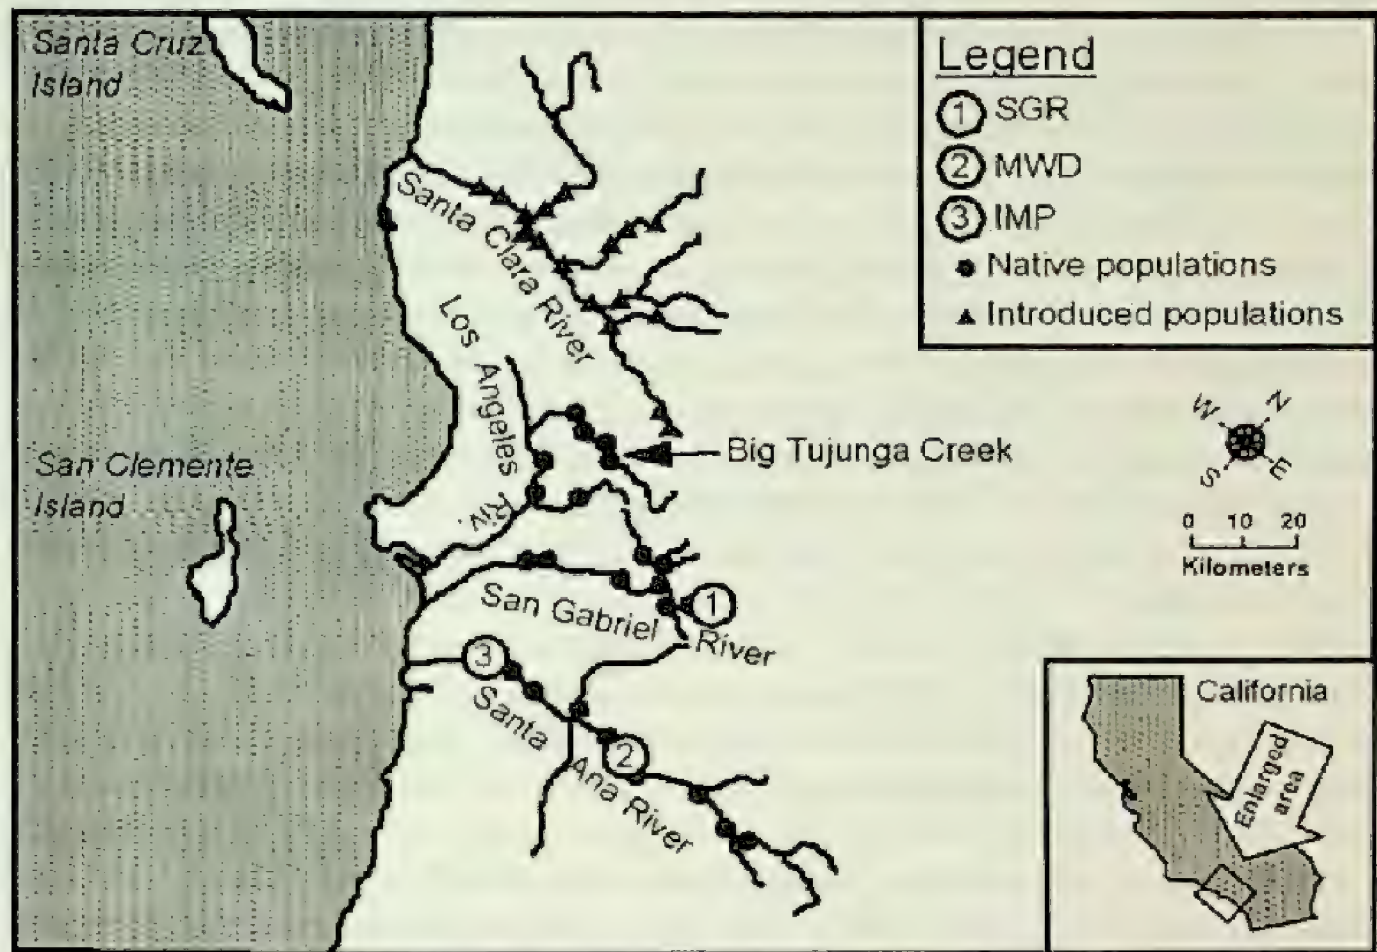 Santa Cruz
Island
Legend
1 SGR
2 MWD
3 IMP
Native populations
Introduced populations
Santa Clara River
Los Angeles Riv.
Big Tujunga Creek
San Clemente
Island
W N
S E
0 10 20
Kilometers
San Gabriel River
1
3
2
Santa Ana River
California
Enlarged
area